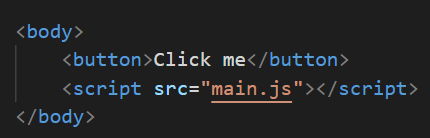 <body>
    <button>Click me</button>
    <script src="main.js"></script>
</body>